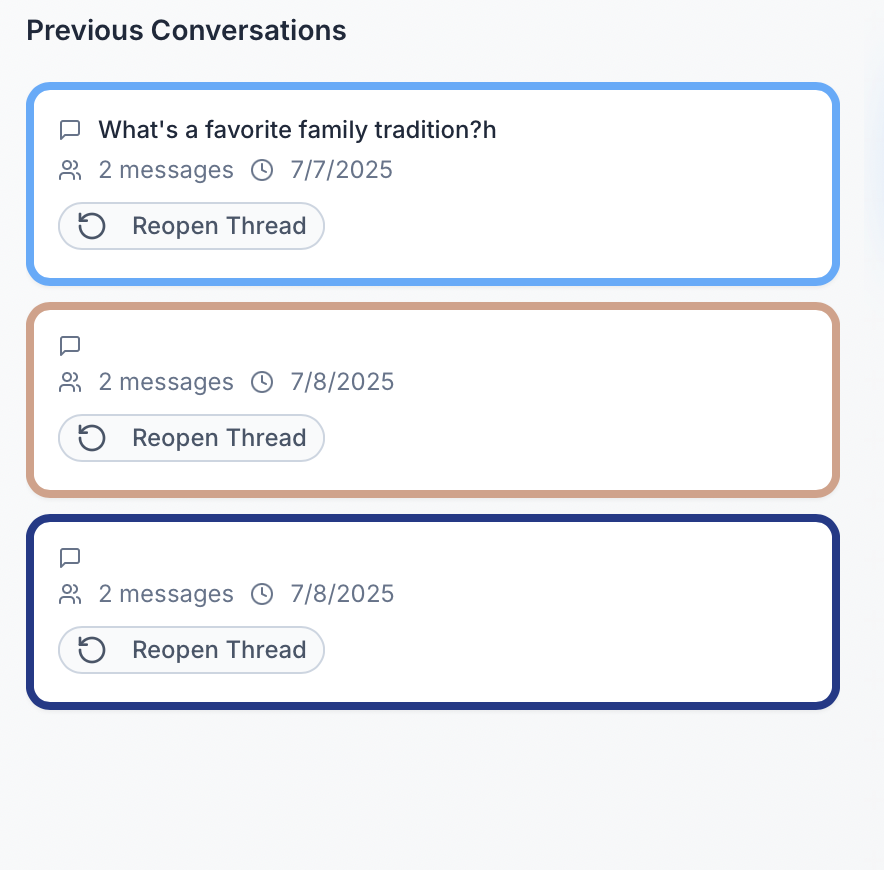 Previous Conversations
What's a favorite family tradition?h
2 messages 7/7/2025
Reopen Thread
2 messages 7/8/2025
Reopen Thread
2 messages 7/8/2025
Reopen Thread